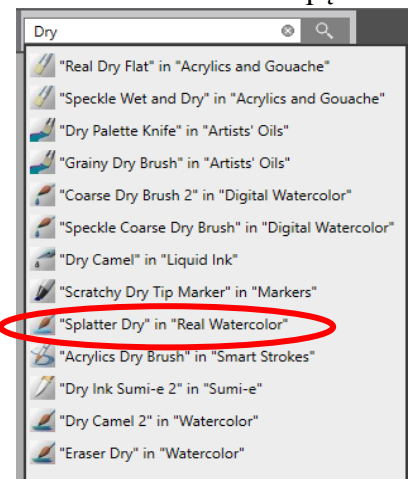 Dry
"Real Dry Flat" in "Acrylics and Gouache"
"Speckle Wet and Dry" in "Acrylics and Gouache"
"Dry Palette Knife" in "Artists' Oils"
"Grainy Dry Brush" in "Artists' Oils"
"Coarse Dry Brush 2" in "Digital Watercolor"
"Speckle Coarse Dry Brush" in "Digital Watercolor"
"Dry Camel" in "Liquid Ink"
"Scratchy Dry Tip Marker" in "Markers"
"Splatter Dry" in "Real Watercolor"
"Acrylics Dry Brush" in "Smart Strokes"
"Dry Ink Sumi-e 2" in "Sumi-e"
"Dry Camel 2" in "Watercolor"
"Eraser Dry" in "Watercolor"